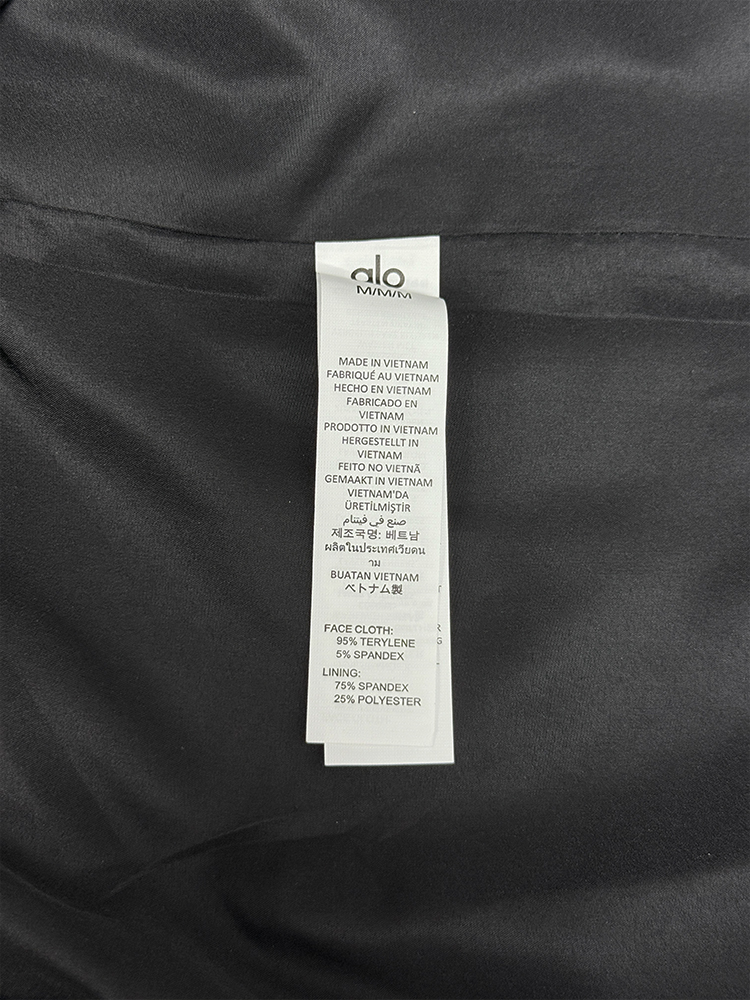 alo
M/M/M
MADE IN VIETNAM
FABRIQUÉ AU VIETNAM
HECHO EN VIETNAM
FABRICADO EN
VIETNAM
PRODOTTO IN VIETNAM
HERGESTELLT IN
VIETNAM
FEITO NO VIETNÃ
GEMAAKT IN VIETNAM
VIETNAM'DA
ÜRETİLMİŞTİR
صنع في فيتنام
제조국명: 베트남
ผลิตในประเทศเวียดน
าม
BUATAN VIETNAM
ベトナム製
FACE CLOTH:
95% TERYLENE
5% SPANDEX
LINING:
75% SPANDEX
25% POLYESTER